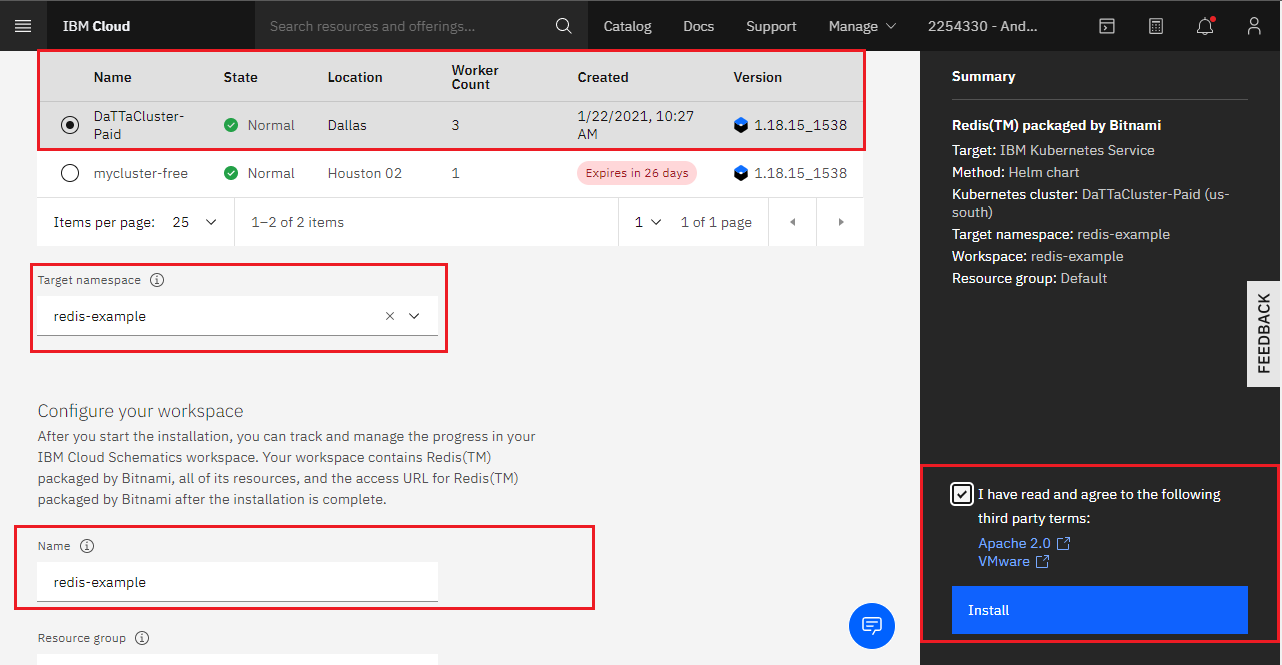 IBM Cloud
Search resources and offerings...
Catalog
Docs
Support
Manage
2254330 - And...
Name State Location Worker Count Created Version
DaTTaCluster-Paid Normal Dallas 3 1/22/2021, 10:27 AM 1.18.15_1538
mycluster-free Normal Houston 02 1 Expires in 26 days 1.18.15_1538
Items per page: 25 1–2 of 2 items 1 1 of 1 page
Target namespace
redis-example
Configure your workspace
After you start the installation, you can track and manage the progress in your
IBM Cloud Schematics workspace. Your workspace contains Redis(TM)
packaged by Bitnami, all of its resources, and the access URL for Redis(TM)
packaged by Bitnami after the installation is complete.
Name
redis-example
Resource group
Summary
Redis(TM) packaged by Bitnami
Target: IBM Kubernetes Service
Method: Helm chart
Kubernetes cluster: DaTTaCluster-Paid (us-
south)
Target namespace: redis-example
Workspace: redis-example
Resource group: Default
FEEDBACK
I have read and agree to the following
third party terms:
Apache 2.0
VMware
Install